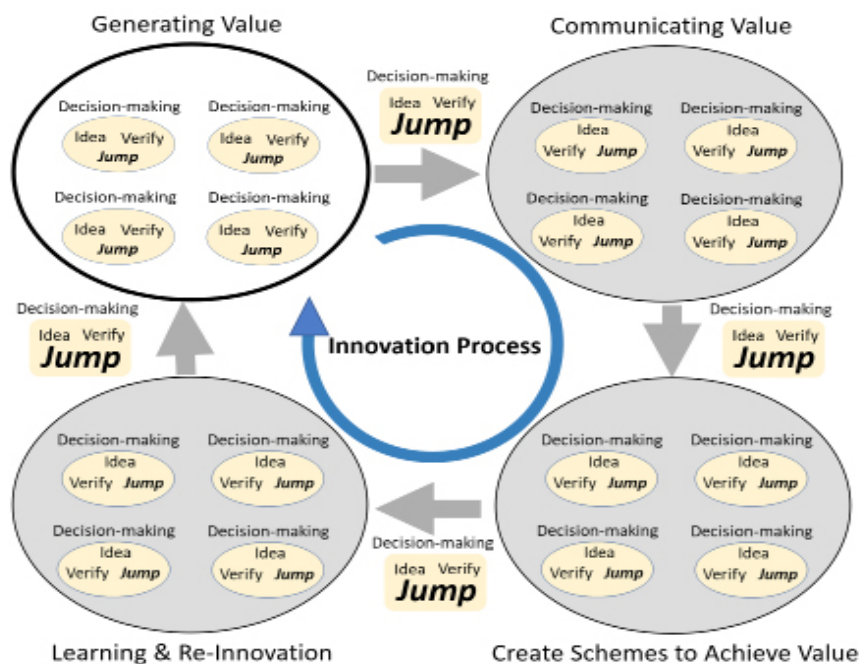 Generating Value
Decision-making
Idea Verify
Jump
Decision-making
Idea Verify
Jump
Decision-making
Idea Verify
Jump
Decision-making
Idea Verify
Jump
Decision-making
Idea Verify
Jump
Communicating Value
Decision-making
Idea
Verify Jump
Decision-making
Idea
Verify Jump
Decision-making
Idea
Verify Jump
Decision-making
Idea
Verify Jump
Decision-making
Idea Verify
Jump
Innovation Process
Decision-making
Idea
Verify Jump
Decision-making
Idea
Verify Jump
Decision-making
Idea
Verify Jump
Decision-making
Idea
Verify Jump
Create Schemes to Achieve Value
Decision-making
Idea Verify
Jump
Decision-making
Idea
Verify Jump
Decision-making
Idea
Verify Jump
Decision-making
Idea
Verify Jump
Decision-making
Idea
Verify Jump
Learning & Re-Innovation
Decision-making
Idea Verify
Jump